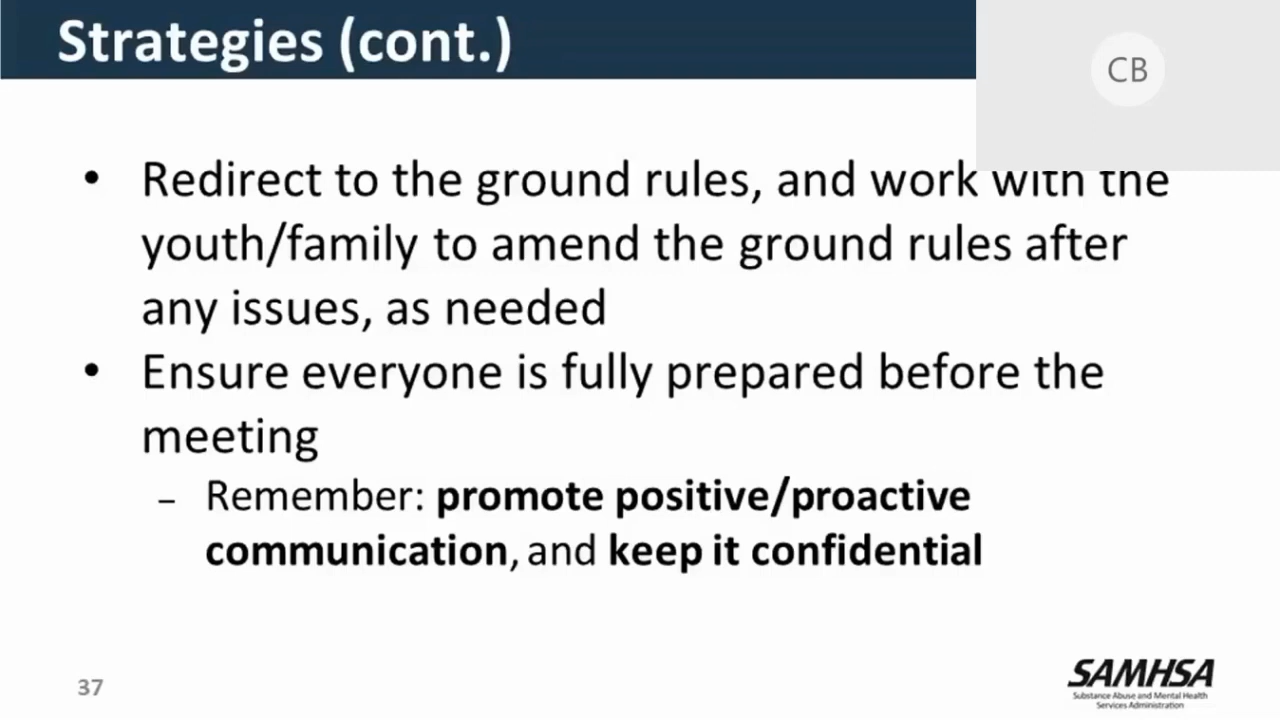 Strategies (cont.)
CB
• Redirect to the ground rules, and work with the
youth/family to amend the ground rules after
any issues, as needed
• Ensure everyone is fully prepared before the
meeting
– Remember: promote positive/proactive
communication, and keep it confidential
37
SAMHSA
Substance Abuse and Mental Health
Services Administration